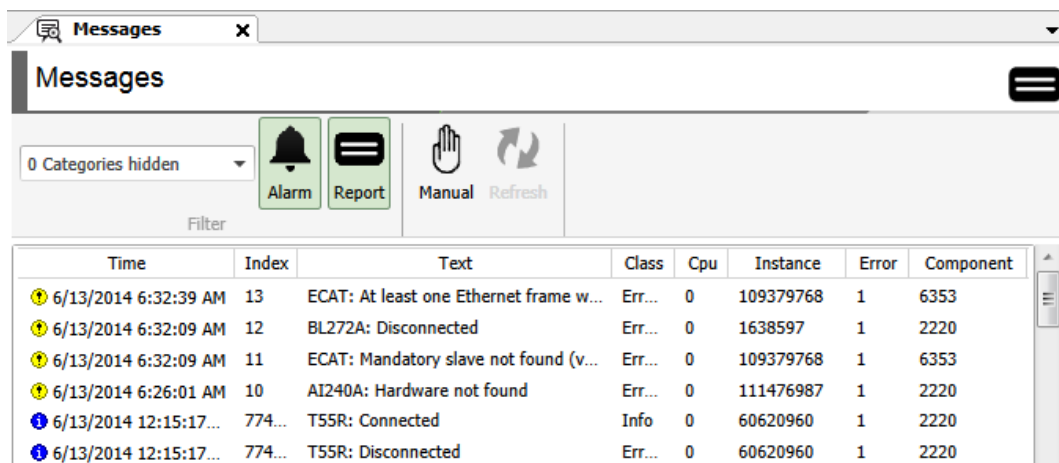 Messages
Messages
0 Categories hidden
Alarm Report Manual Refresh
Filter
Time Index Text Class Cpu Instance Error Component
6/13/2014 6:32:39 AM 13 ECAT: At least one Ethernet frame w... Err... 0 109379768 1 6353
6/13/2014 6:32:09 AM 12 BL272A: Disconnected Err... 0 1638597 1 2220
6/13/2014 6:32:09 AM 11 ECAT: Mandatory slave not found (v... Err... 0 109379768 1 6353
6/13/2014 6:26:01 AM 10 AI240A: Hardware not found Err... 0 111476987 1 2220
6/13/2014 12:15:17... 774... T55R: Connected Info 0 60620960 1 2220
6/13/2014 12:15:17... 774... T55R: Disconnected Err... 0 60620960 1 2220